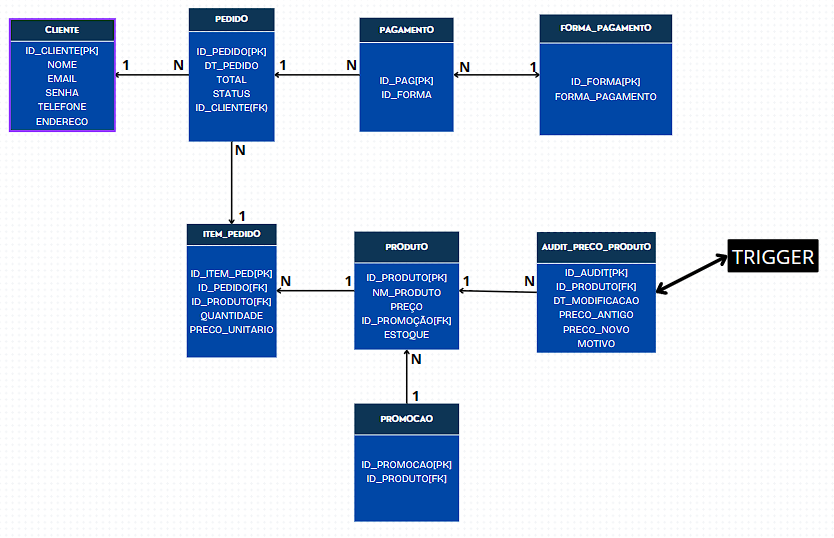 CLIENTE
ID_CLIENTE[PK]
NOME
EMAIL
SENHA
TELEFONE
ENDERECO
1
N
PEDIDO
ID_PEDIDO[PK]
DT_PEDIDO
TOTAL
STATUS
ID_CLIENTE[FK]
1
N
PAGAMENTO
ID_PAG[PK]
ID_FORMA
N
1
FORMA_PAGAMENTO
ID_FORMA[PK]
FORMA_PAGAMENTO
N
1
ITEM_PEDIDO
ID_ITEM_PED[PK]
ID_PEDIDO[FK]
ID_PRODUTO[FK]
QUANTIDADE
PRECO_UNITARIO
N
1
PRODUTO
ID_PRODUTO[PK]
NM_PRODUTO
PREÇO
ID_PROMOÇÃO[FK]
ESTOQUE
1
N
AUDIT_PRECO_PRODUTO
ID_AUDIT[PK]
ID_PRODUTO[FK]
DT_MODIFICACAO
PRECO_ANTIGO
PRECO_NOVO
MOTIVO
TRIGGER
N
1
PROMOCAO
ID_PROMOCAO[PK]
ID_PRODUTO[FK]